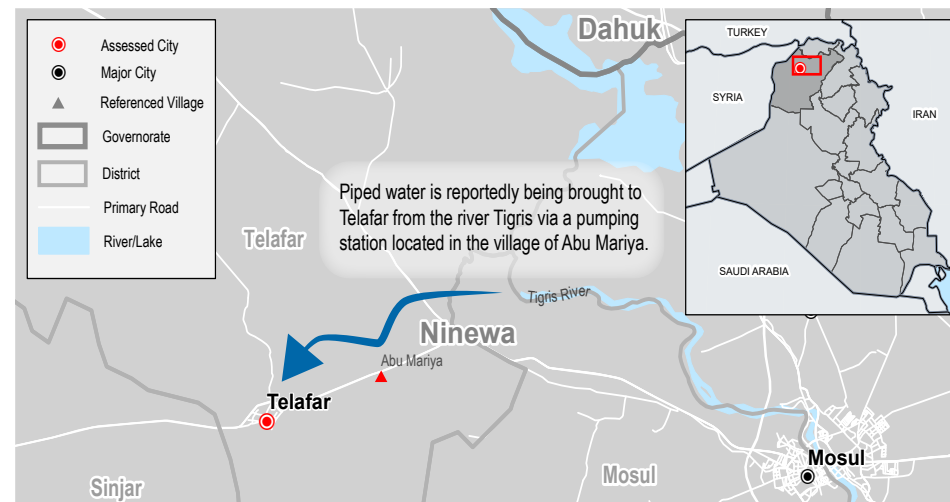 Assessed City
Major City
Referenced Village
Governorate
District
Primary Road
River/Lake
Dahuk
TURKEY
SYRIA
IRAN
SAUDI ARABIA
Piped water is reportedly being brought to
Telafar from the river Tigris via a pumping
station located in the village of Abu Mariya.
Telafar
Tigris River
Ninewa
Abu Mariya
Telafar
Mosul
Sinjar
Mosul